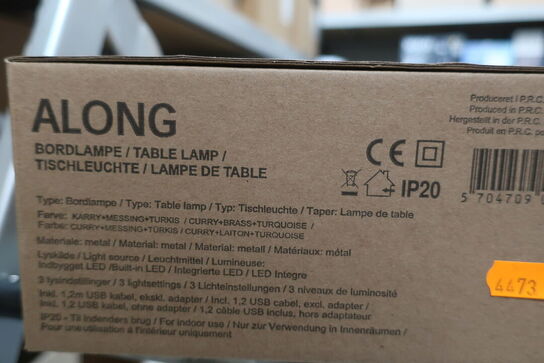 ALONG
BORDLAMPE / TABLE LAMP /
TISCHLEUCHTE / LAMPE DE TABLE
Type: Bordlampe / Type: Table lamp / Typ: Tischleuchte / Taper: Lampe de table
Farve: KARRY+MESSING+TURKIS / CURRY+BRASS+TURQUOISE /
Farbe: CURRY+MESSING+TURKIS / CURRY+LAITON+TURQUOISE
Materiale: metal / Material: metal / Material: metall / Matériaux: métal
Lyskilde / Light source / Leuchtmittel / Lumineuse:
Indbygget LED / Built-in LED / Integrierte LED / LED Integre
3 lysindstillinger / 3 lightsettings / 3 Lichteinstellungen / 3 niveaux de luminosité
Inkl. 1,2m USB kabel, ekskl. adapter / Incl. 1,2 USB cabel, excl. adapter /
Inkl. 1,2 USB kabel, ohne adapter / 1,2 câble USB inclus, hors adaptateur
IP20 - Til indendørs brug / For indoor use / Nur zur Verwendung in Innenräumen /
Pour une utilisation à l'intérieur uniquement
Produceret i P.R.C.
Produced in P.R.C.
Hergestellt in der P.R.C.
Produit en P.R.C. po
CE
IP20
5 704709
4473